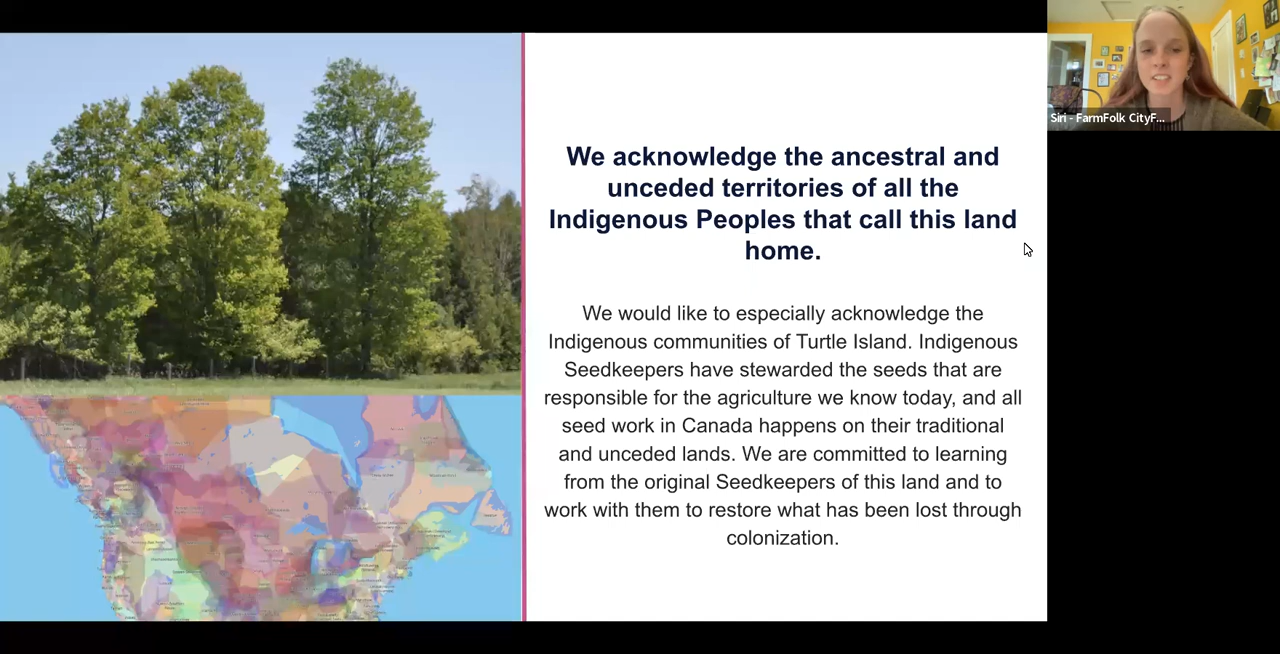 We acknowledge the ancestral and
unceded territories of all the
Indigenous Peoples that call this land
home.
We would like to especially acknowledge the
Indigenous communities of Turtle Island. Indigenous
Seedkeepers have stewarded the seeds that are
responsible for the agriculture we know today, and all
seed work in Canada happens on their traditional
and unceded lands. We are committed to learning
from the original Seedkeepers of this land and to
work with them to restore what has been lost through
colonization.
Siri - FarmFolk CityF...